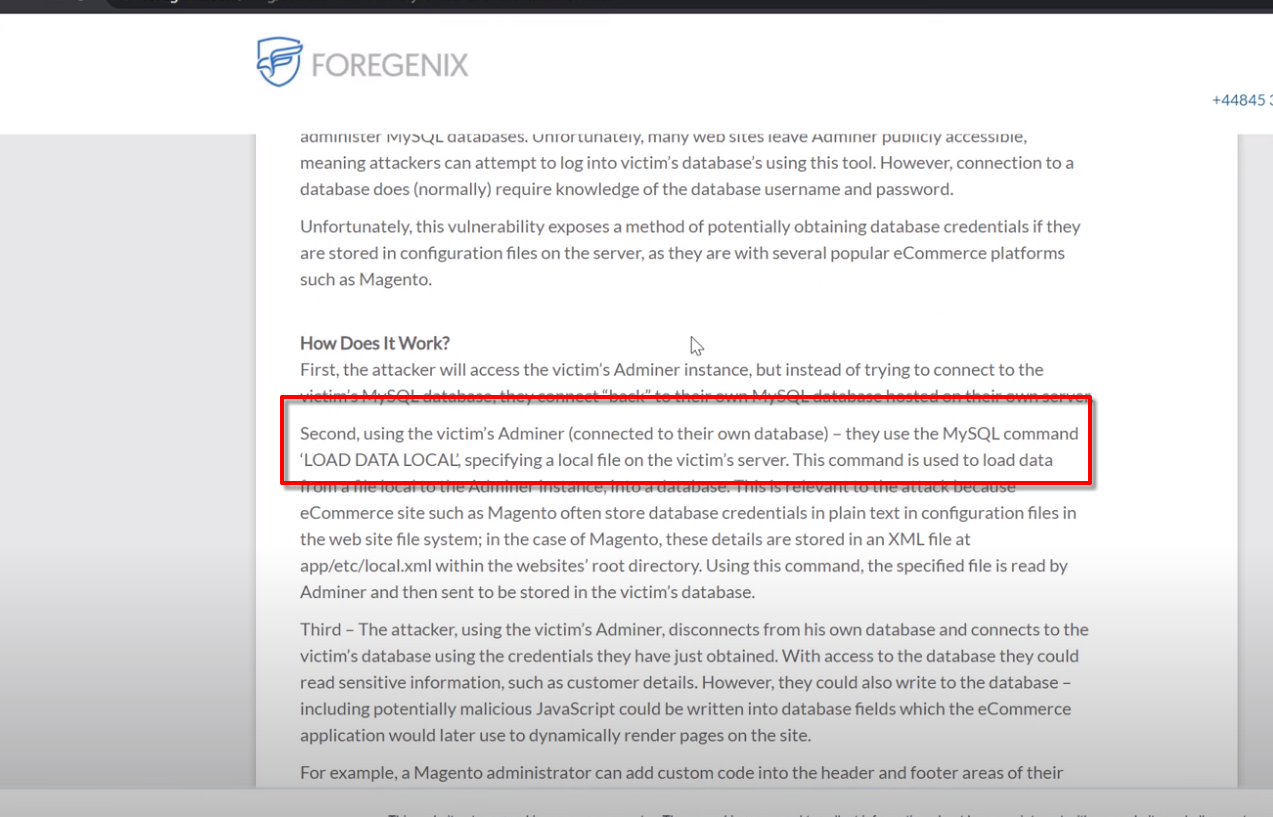 FOREGENIX
+44845
administer MySQL databases. Unfortunately, many web sites leave Adminer publicly accessible,
meaning attackers can attempt to log into victim's database's using this tool. However, connection to a
database does (normally) require knowledge of the database username and password.
Unfortunately, this vulnerability exposes a method of potentially obtaining database credentials if they
are stored in configuration files on the server, as they are with several popular eCommerce platforms
such as Magento.
How Does It Work?
First, the attacker will access the victim's Adminer instance, but instead of trying to connect to the
victim's MySQL database, they connect “back” to their own MySQL database hosted on their own server
Second, using the victim's Adminer (connected to their own database) – they use the MySQL command
‘LOAD DATA LOCAL’, specifying a local file on the victim's server. This command is used to load data
from a file local to the Adminer instance, into a database. This is relevant to the attack because
eCommerce site such as Magento often store database credentials in plain text in configuration files in
the web site file system; in the case of Magento, these details are stored in an XML file at
app/etc/local.xml within the websites' root directory. Using this command, the specified file is read by
Adminer and then sent to be stored in the victim's database.
Third – The attacker, using the victim's Adminer, disconnects from his own database and connects to the
victim's database using the credentials they have just obtained. With access to the database they could
read sensitive information, such as customer details. However, they could also write to the database –
including potentially malicious JavaScript could be written into database fields which the eCommerce
application would later use to dynamically render pages on the site.
For example, a Magento administrator can add custom code into the header and footer areas of their